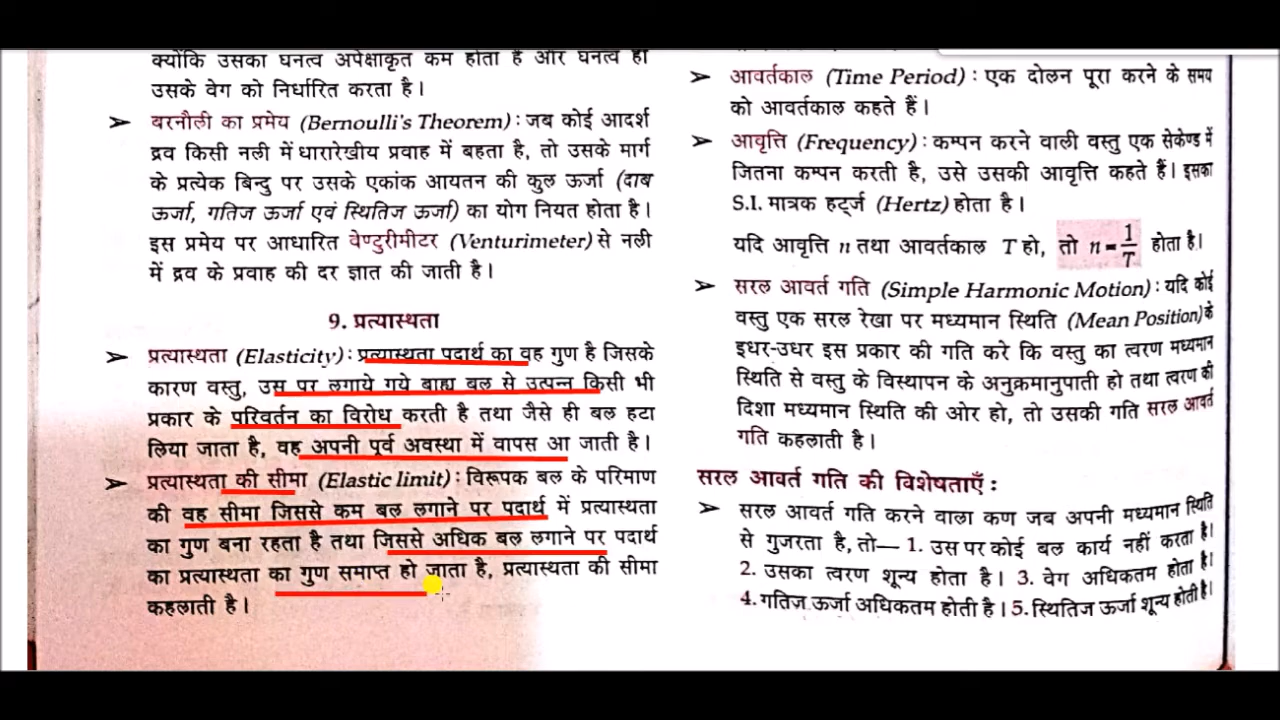 क्योंकि उसका घनत्व अपेक्षाकृत कम होता है और घनत्व ही
उसके वेग को निर्धारित करता है।
➤ बरनौली का प्रमेय (Bernoulli's Theorem) : जब कोई आदर्श
द्रव किसी नली में धारारेखीय प्रवाह में बहता है, तो उसके मार्ग
के प्रत्येक बिन्दु पर उसके एकांक आयतन की कुल ऊर्जा (दाब
ऊर्जा, गतिज ऊर्जा एवं स्थितिज ऊर्जा) का योग नियत होता है।
इस प्रमेय पर आधारित वेण्टुरीमीटर (Venturimeter) से नली
में द्रव के प्रवाह की दर ज्ञात की जाती है।
9. प्रत्यास्थता
➤ प्रत्यास्थता (Elasticity) : प्रत्यास्थता पदार्थ का वह गुण है जिसके
कारण वस्तु, उस पर लगाये गये बाह्य बल से उत्पन्न किसी भी
प्रकार के परिवर्तन का विरोध करती है तथा जैसे ही बल हटा
लिया जाता है, वह अपनी पूर्व अवस्था में वापस आ जाती है।
➤ प्रत्यास्थता की सीमा (Elastic limit) : विरूपक बल के परिमाण
की वह सीमा जिससे कम बल लगाने पर पदार्थ में प्रत्यास्थता
का गुण बना रहता है तथा जिससे अधिक बल लगाने पर पदार्थ
का प्रत्यास्थता का गुण समाप्त हो जाता है, प्रत्यास्थता की सीमा
कहलाती है।
➤ आवर्तकाल (Time Period) : एक दोलन पूरा करने के समय
को आवर्तकाल कहते हैं।
➤ आवृत्ति (Frequency) : कम्पन करने वाली वस्तु एक सेकेण्ड में
जितना कम्पन करती है, उसे उसकी आवृत्ति कहते हैं। इसका
S.I. मात्रक हर्ट्ज (Hertz) होता है।
यदि आवृत्ति n तथा आवर्तकाल T हो, तो n = 1/T होता है।
➤ सरल आवर्त गति (Simple Harmonic Motion) : यदि कोई
वस्तु एक सरल रेखा पर मध्यमान स्थिति (Mean Position) के
इधर-उधर इस प्रकार की गति करे कि वस्तु का त्वरण मध्यमान
स्थिति से वस्तु के विस्थापन के अनुक्रमानुपाती हो तथा त्वरण की
दिशा मध्यमान स्थिति की ओर हो, तो उसकी गति सरल आवर्त
गति कहलाती है।
सरल आवर्त गति की विशेषताएँ :
➤ सरल आवर्त गति करने वाला कण जब अपनी मध्यमान स्थिति
से गुजरता है, तो— 1. उस पर कोई बल कार्य नहीं करता है।
2. उसका त्वरण शून्य होता है। 3. वेग अधिकतम होता है।
4. गतिज ऊर्जा अधिकतम होती है। 5. स्थितिज ऊर्जा शून्य होती है।